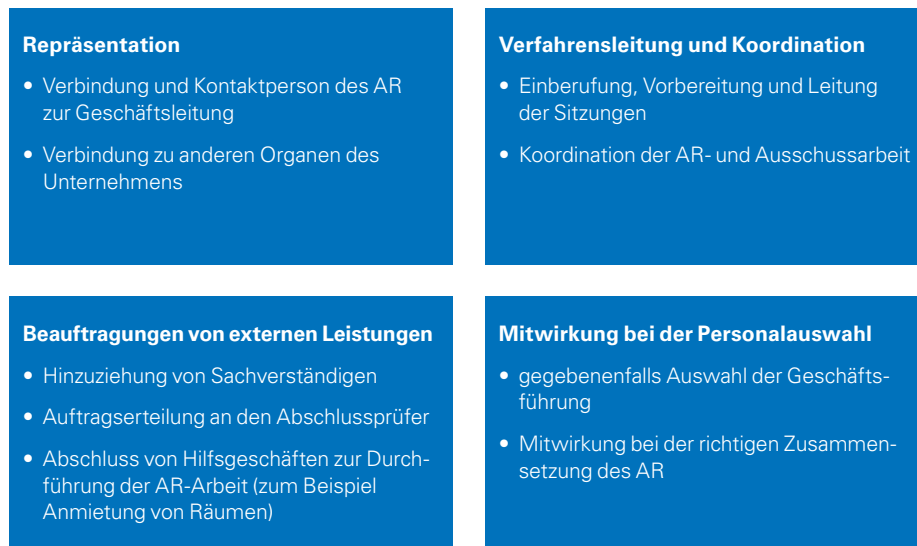 Repräsentation
• Verbindung und Kontaktperson des AR
zur Geschäftsleitung
• Verbindung zu anderen Organen des
Unternehmens
Verfahrensleitung und Koordination
• Einberufung, Vorbereitung und Leitung
der Sitzungen
• Koordination der AR- und Ausschussarbeit
Beauftragungen von externen Leistungen
• Hinzuziehung von Sachverständigen
• Auftragserteilung an den Abschlussprüfer
• Abschluss von Hilfsgeschäften zur Durch-
führung der AR-Arbeit (zum Beispiel
Anmietung von Räumen)
Mitwirkung bei der Personalauswahl
• gegebenenfalls Auswahl der Geschäfts-
führung
• Mitwirkung bei der richtigen Zusammen-
setzung des AR